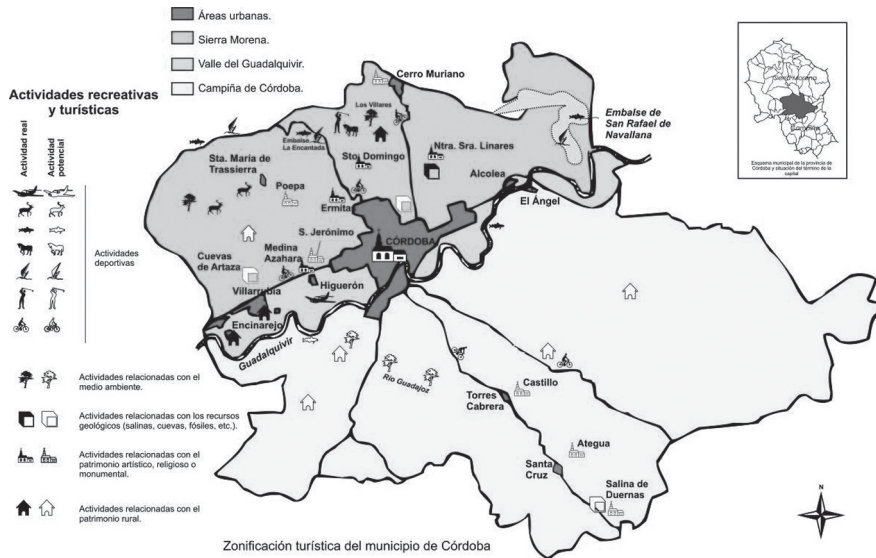 Áreas urbanas.
Sierra Morena.
Valle del Guadalquivir.
Campiña de Córdoba.
Actividades recreativas
y turísticas
Actividad real
Actividad
potencial
Actividades
deportivas
Actividades relacionadas con el
medio ambiente.
Actividades relacionadas con los recursos
geológicos (salinas, cuevas, fósiles, etc.).
Actividades relacionadas con el
patrimonio artístico, religioso o
monumental.
Actividades relacionadas con el
patrimonio rural.
Cerro Muriano
Los Villares
Embalse
La Encantada
Embalse de
San Rafael de
Navallana
Sta. María de
Trassierra
Sto. Domingo
Ntra. Sra. Linares
Alcolea
Poepa
Ermitas
El Ángel
S. Jerónimo
CÓRDOBA
Cuevas
de Artaza
Medina
Azahara
Villarrubia
Higuerón
Encinarejo
Guadalquivir
Río Guadajoz
Castillo
Torres
Cabrera
Ategua
Santa
Cruz
Salina de
Duernas
Sierra Morena
Esquema municipal de la provincia de
Córdoba y situación del término de la
capital
N
Zonificación turística del municipio de Córdoba